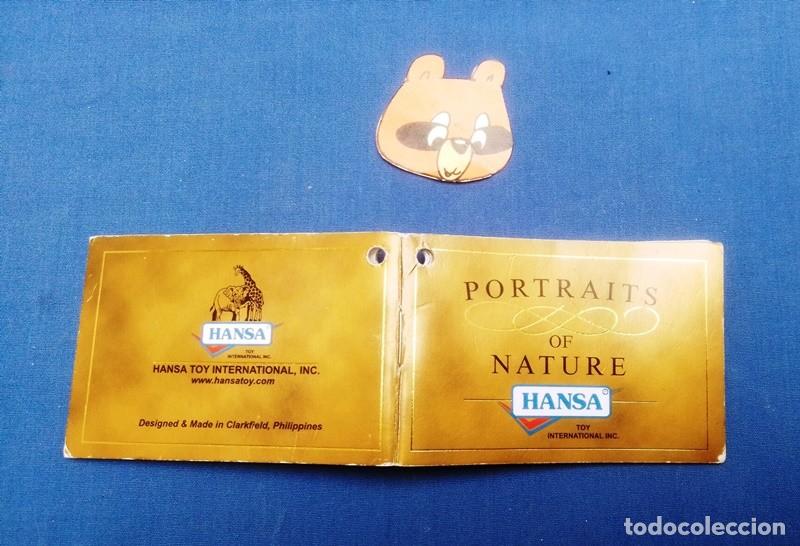 HANSA
TOY
INTERNATIONAL INC.
HANSA TOY INTERNATIONAL, INC.
www.hansatoy.com
Designed & Made in Clarkfield, Philippines
PORTRAITS
OF
NATURE
HANSA
TOY
INTERNATIONAL INC.
todocoleccion